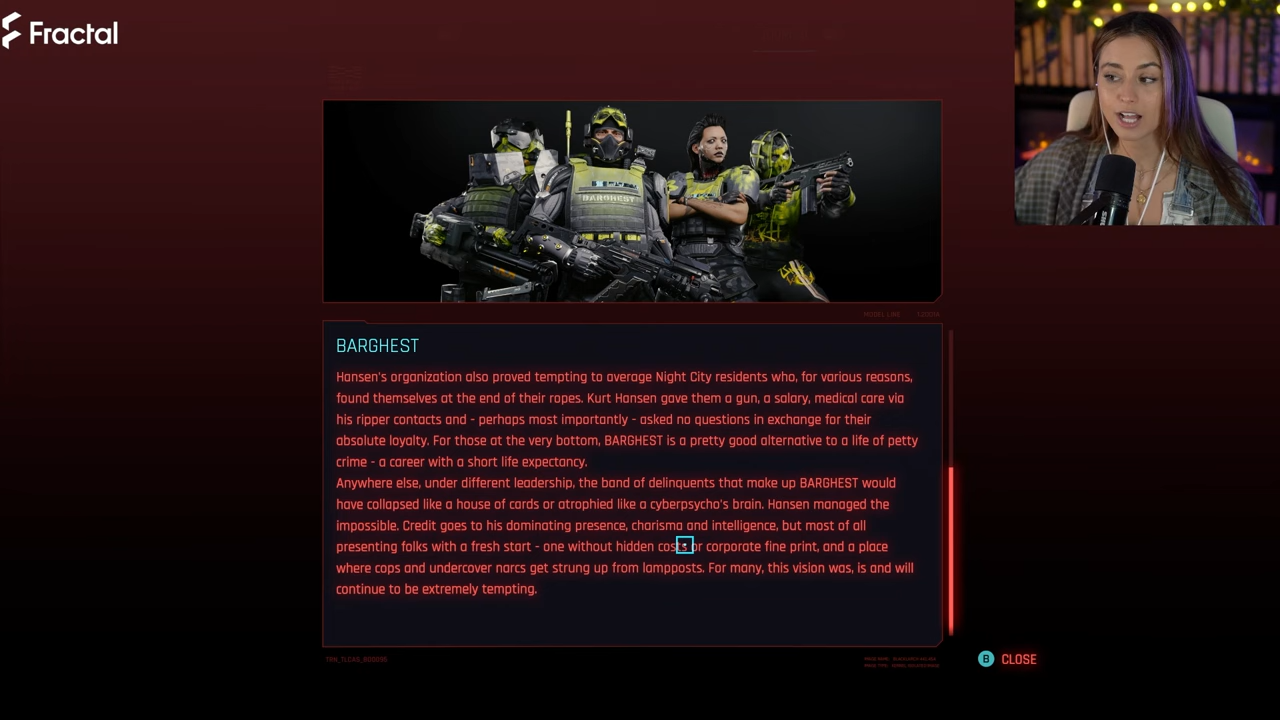 Fractal
BARGHEST
MODEL LINE
BARGHEST
Hansen's organization also proved tempting to average Night City residents who, for various reasons,
found themselves at the end of their ropes. Kurt Hansen gave them a gun, a salary, medical care via
his ripper contacts and - perhaps most importantly - asked no questions in exchange for their
absolute loyalty. For those at the very bottom, BARGHEST is a pretty good alternative to a life of petty
crime - a career with a short life expectancy.
Anywhere else, under different leadership, the band of delinquents that make up BARGHEST would
have collapsed like a house of cards or atrophied like a cyberpsycho's brain. Hansen managed the
impossible. Credit goes to his dominating presence, charisma and intelligence, but most of all
presenting folks with a fresh start - one without hidden costs or corporate fine print, and a place
where cops and undercover narcs get strung up from lampposts. For many, this vision was, is and will
continue to be extremely tempting.
B CLOSE